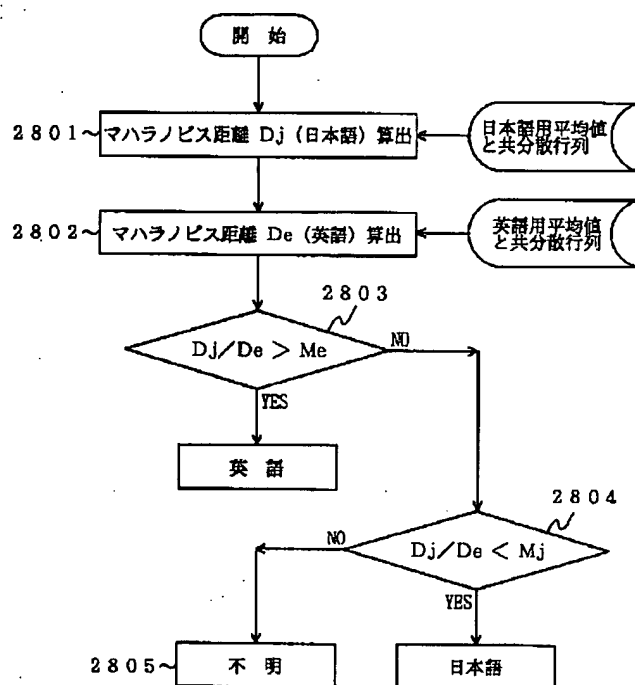 開 始
2801 マハラノビス距離 Dj (日本語) 算出
日本語用平均値
と共分散行列
2802 マハラノビス距離 De (英語) 算出
英語用平均値
と共分散行列
2803
Dj/De > Me
NO
YES
英 語
2804
Dj/De < Mj
NO
YES
2805 不 明
日本語